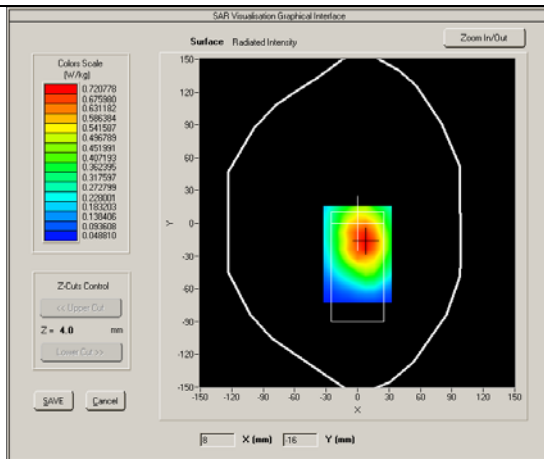 SAR Visualisation Graphical Interface
Surface Radiated Intensity
Zoom In/Out
Colors Scale
(W/kg)
0.720778
0.675980
0.631182
0.586384
0.541587
0.496789
0.451991
0.407193
0.362395
0.317597
0.272799
0.228001
0.183203
0.138406
0.093608
0.048810
Z-Cuts Control
<< Upper Cut
Z = 4.0 mm
Lower Cut >>
SAVE
Cancel
150
120
90
60
30
0
-30
-60
-90
-120
-150
Y
-150 -120 -90 -60 -30 0 30 60 90 120 150
X
8 X (mm) -16 Y (mm)